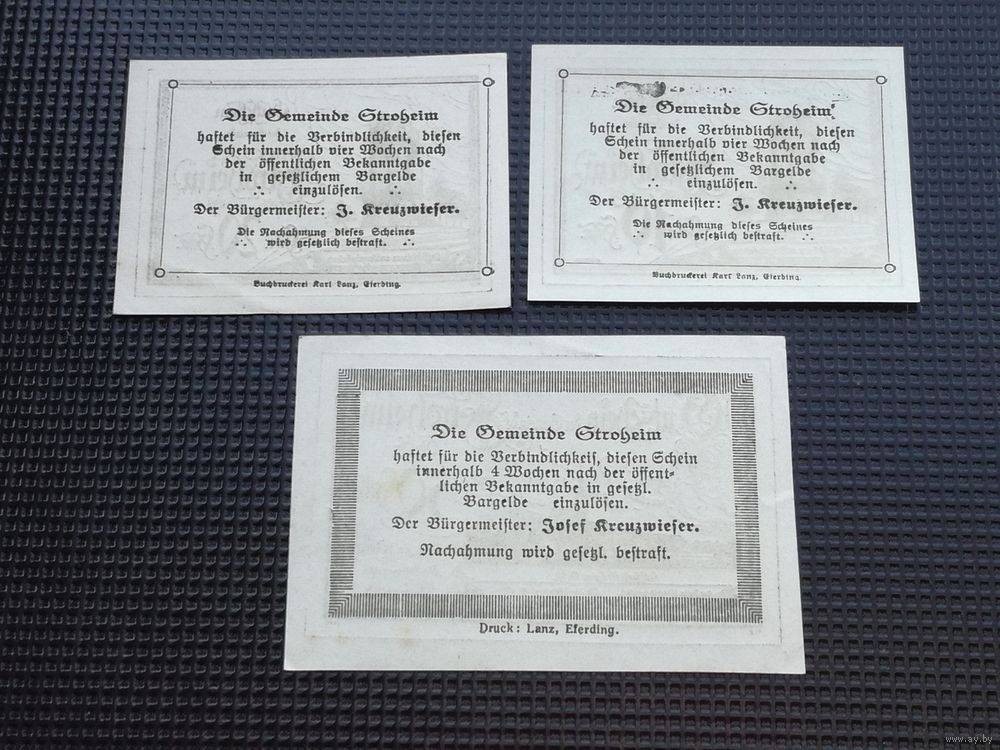 Die Gemeinde Stroheim
haftet für die Verbindlichkeit, diesen
Schein innerhalb vier Wochen nach
der öffentlichen Bekanntgabe
in gesetzlichem Bargelde
∴ einzulösen. ∴
Der Bürgermeister: J. Kreuzwieser.
Die Nachahmung dieses Scheines
∴ wird gesetzlich bestraft. ∴
Buchdruckerei Karl Lanz, Eferding.
Die Gemeinde Stroheim
haftet für die Verbindlichkeit, diesen
Schein innerhalb vier Wochen nach
der öffentlichen Bekanntgabe
in gesetzlichem Bargelde
∴ einzulösen. ∴
Der Bürgermeister: J. Kreuzwieser.
Die Nachahmung dieses Scheines
∴ wird gesetzlich bestraft. ∴
Buchdruckerei Karl Lanz, Eferding.
Die Gemeinde Stroheim
haftet für die Verbindlichkeit, diesen Schein
innerhalb 4 Wochen nach der öffent-
lichen Bekanntgabe in gesetzl.
Bargelde einzulösen.
Der Bürgermeister: Josef Kreuzwieser.
Nachahmung wird gesetzl. bestraft.
Druck: Lanz, Eferding.
www.ay.by